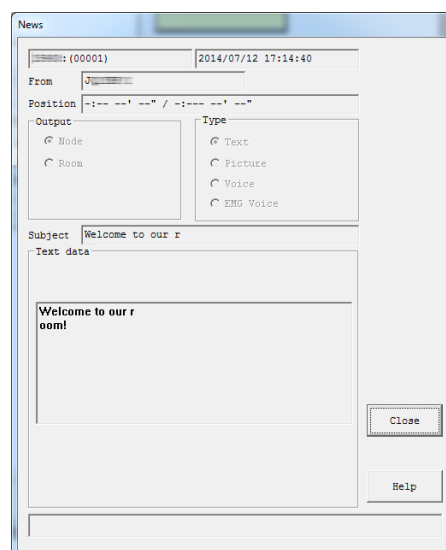 News
:(00001)
2014/07/12 17:14:40
From J
Position -:-- --' --" / -:--- --' --"
Output
Node
Room
Type
Text
Picture
Voice
EMG Voice
Subject Welcome to our r
Text data
Welcome to our r
oom!
Close
Help